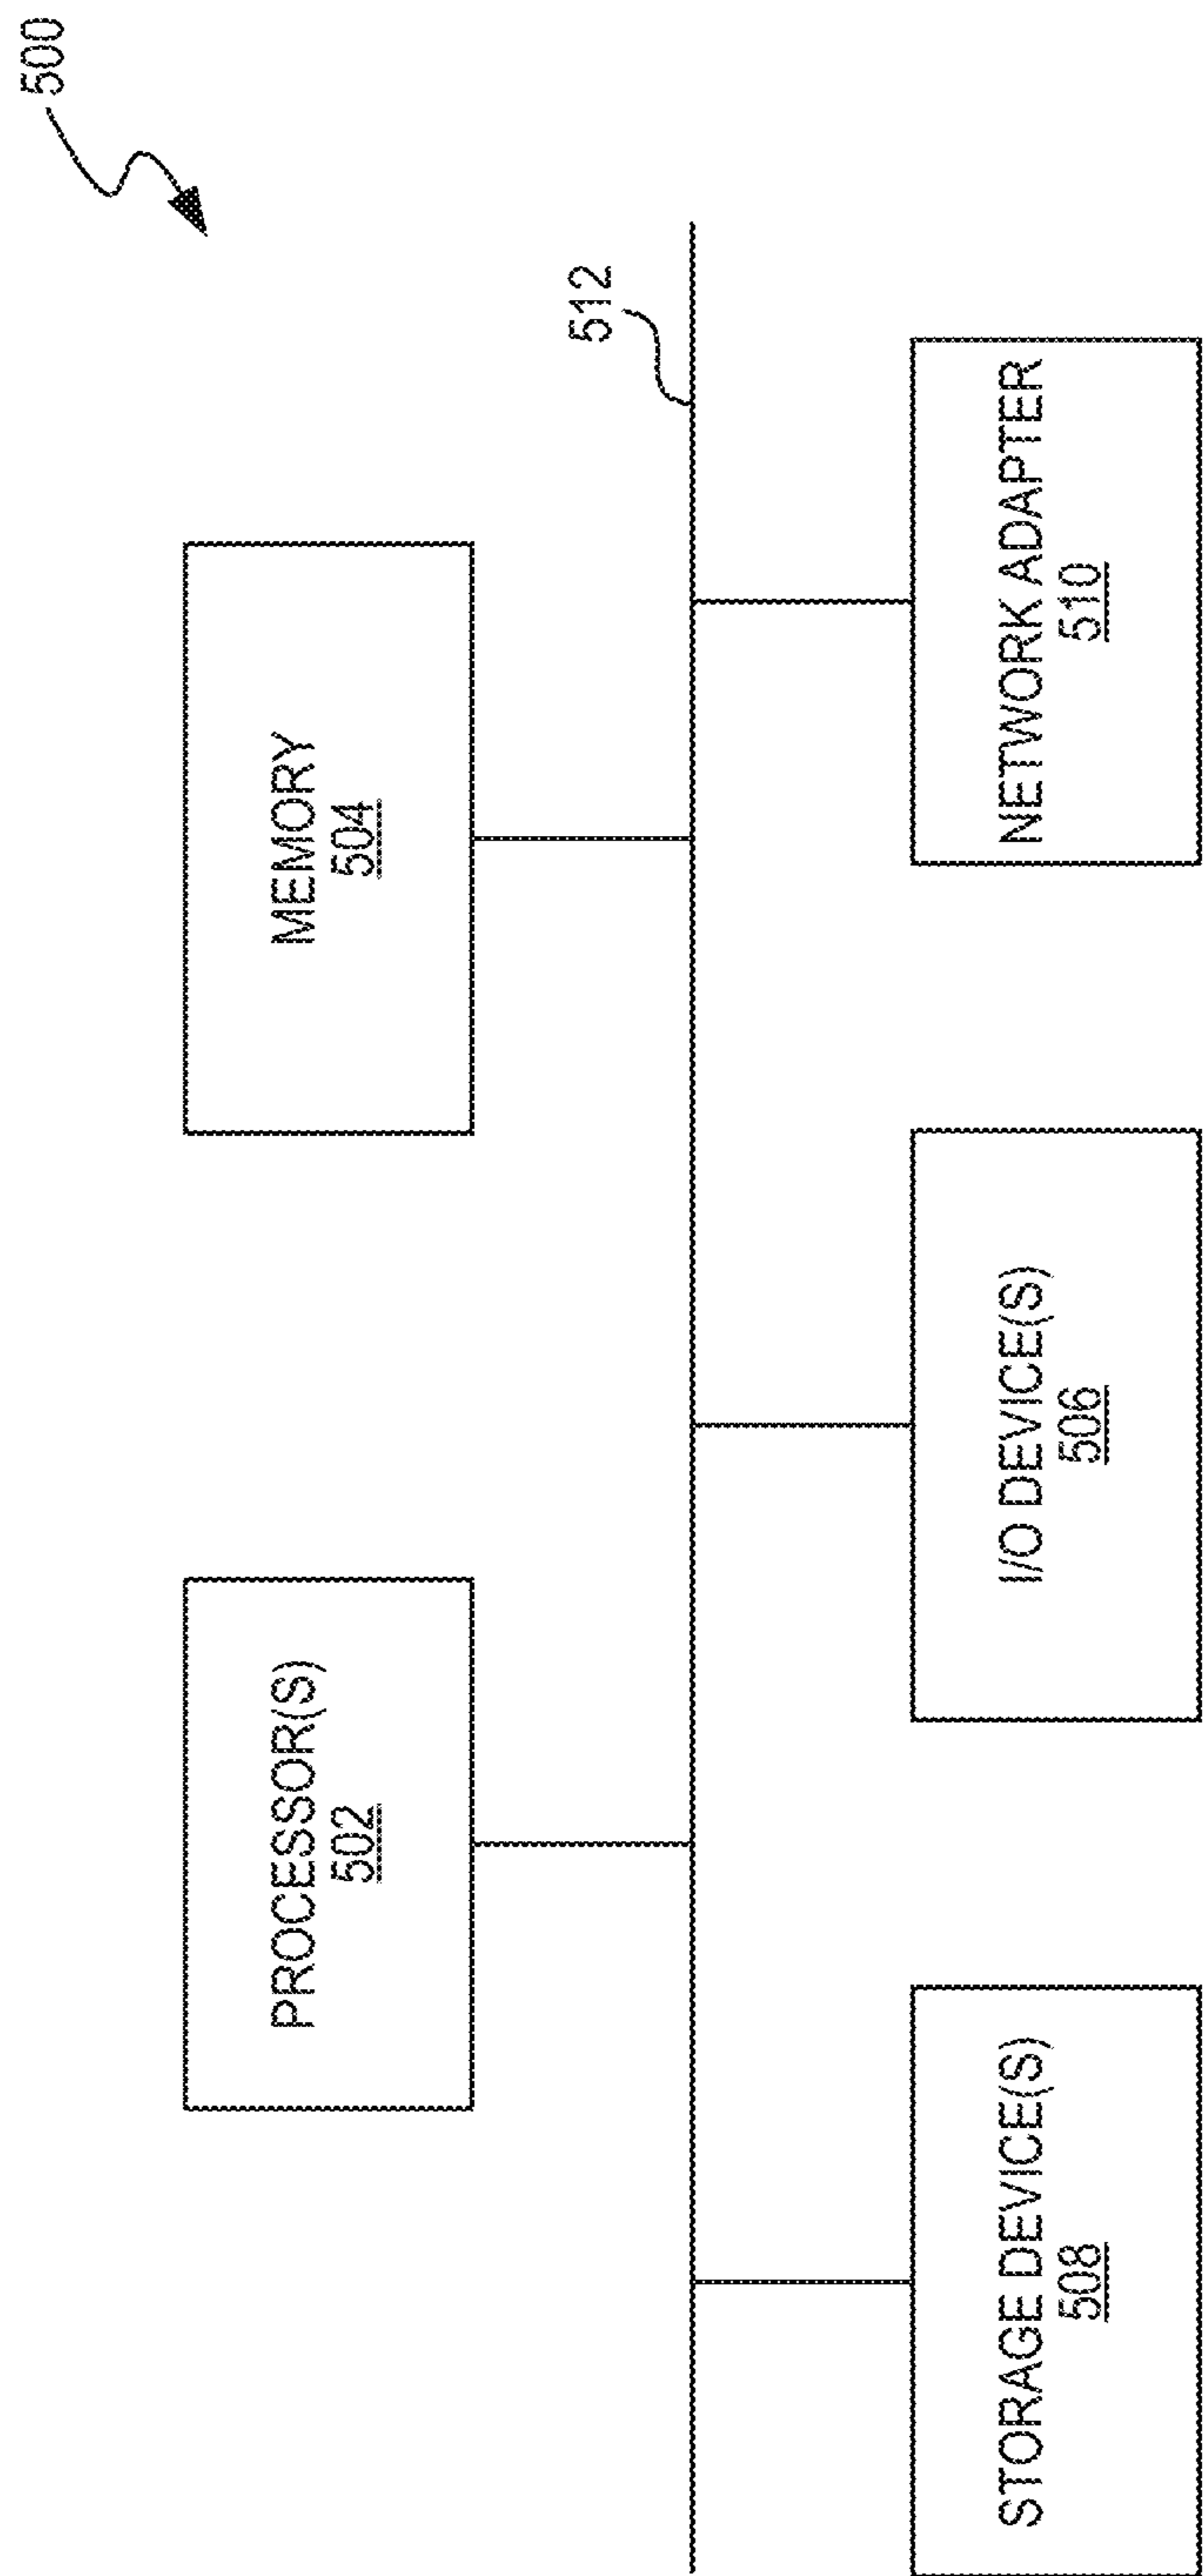 500
PROCESSOR(S)
502
MEMORY
504
512
STORAGE DEVICE(S)
508
I/O DEVICE(S)
506
NETWORK ADAPTER
510